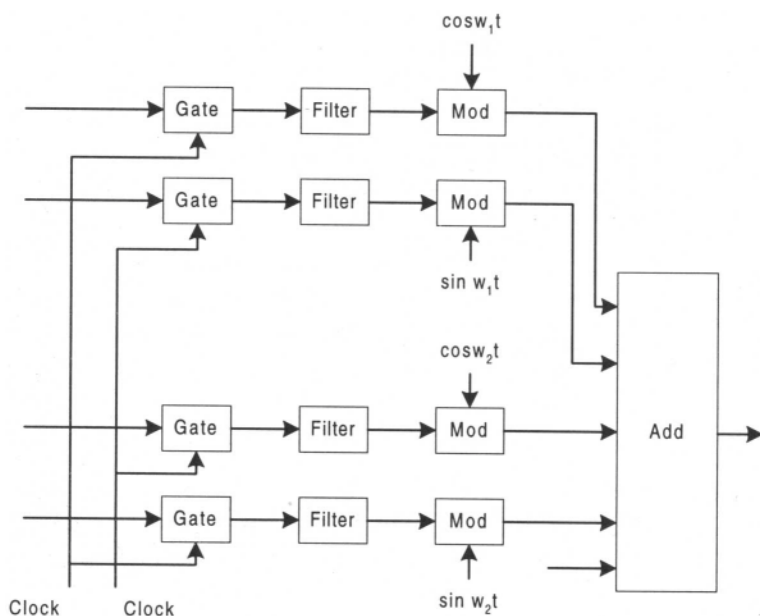 cosw₁t
Gate Filter Mod
Gate Filter Mod
sin w₁t
cosw₂t
Gate Filter Mod
Add
Gate Filter Mod
Clock Clock
sin w₂t